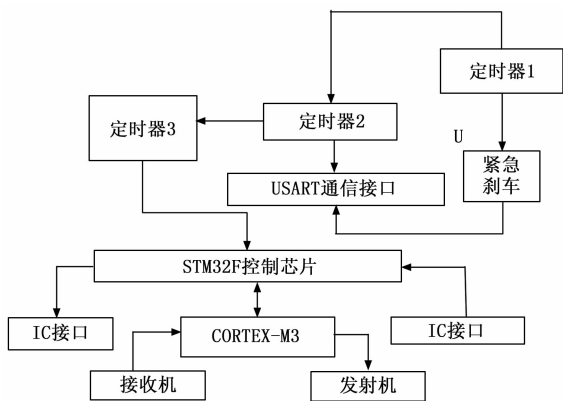 定时器1
定时器3
定时器2
U
紧急
刹车
USART通信接口
STM32F控制芯片
IC接口
CORTEX-M3
IC接口
接收机
发射机